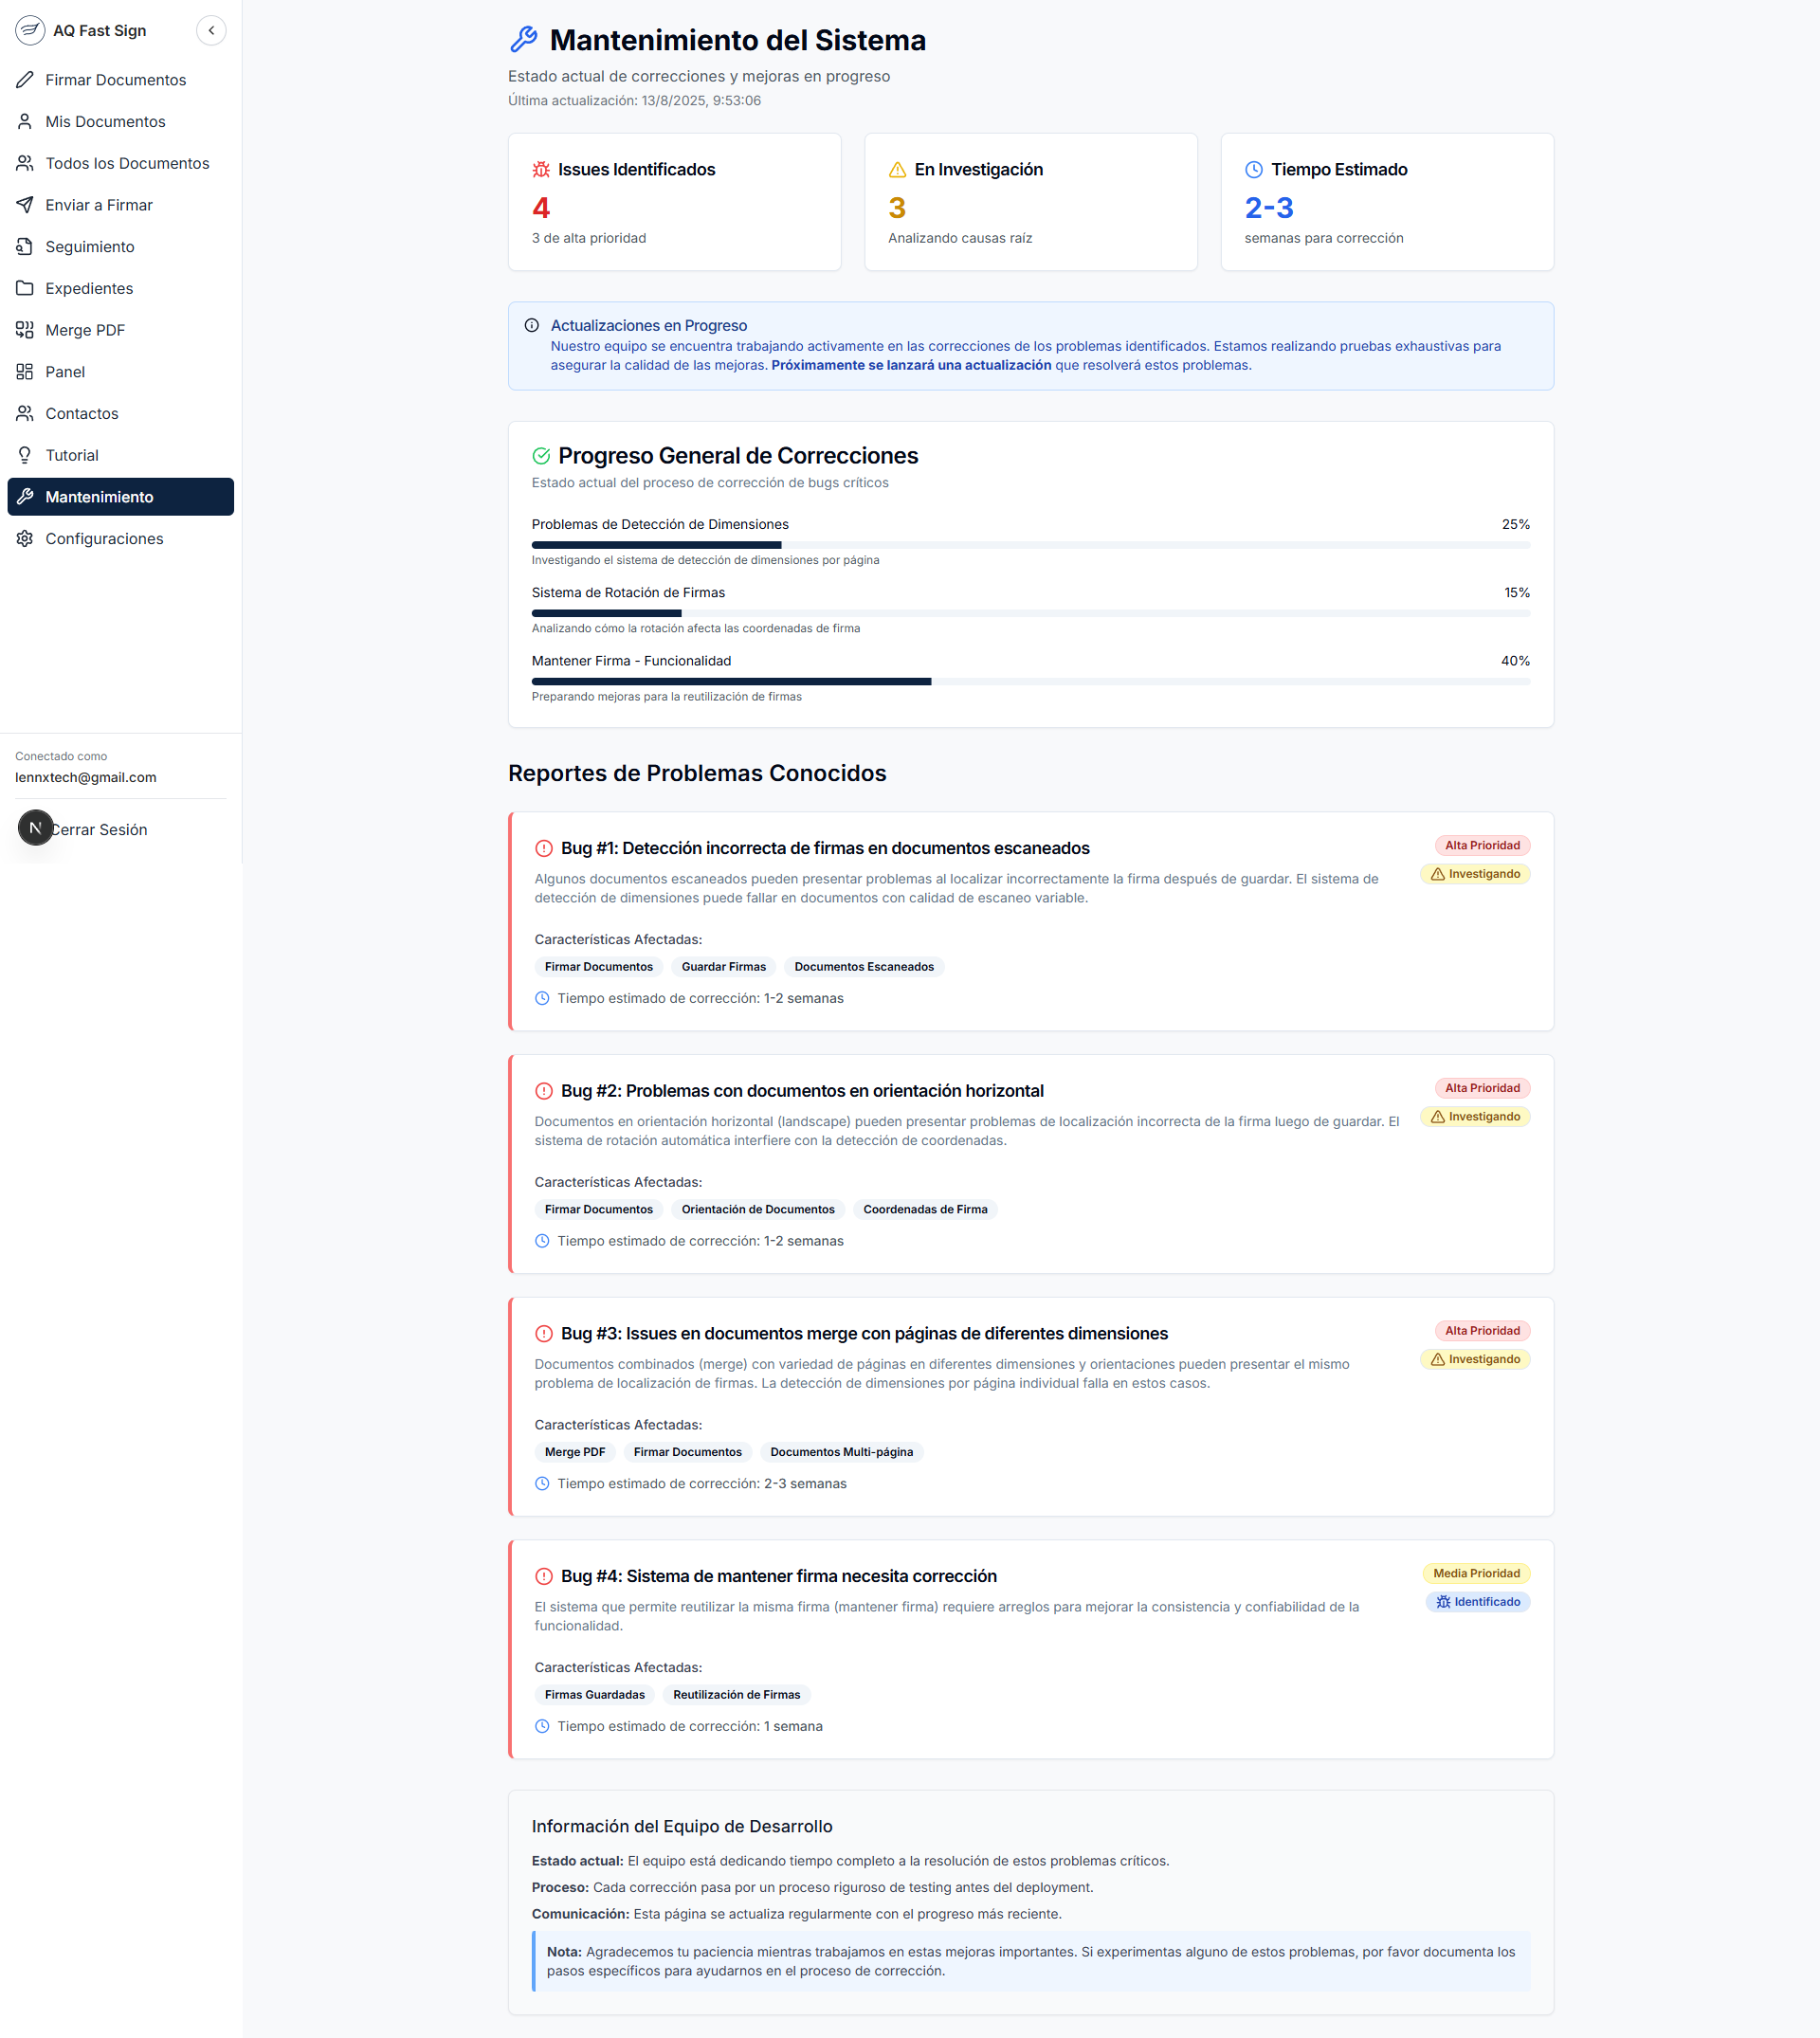 AQ Fast Sign
Firmar Documentos
Mis Documentos
Todos los Documentos
Enviar a Firmar
Seguimiento
Expedientes
Merge PDF
Panel
Contactos
Tutorial
Mantenimiento
Configuraciones
Conectado como
lennxtech@gmail.com
N
Cerrar Sesión
Mantenimiento del Sistema
Estado actual de correcciones y mejoras en progreso
Última actualización: 13/8/2025, 9:53:06
Issues Identificados
4
3 de alta prioridad
En Investigación
3
Analizando causas raíz
Tiempo Estimado
2-3
semanas para corrección
Actualizaciones en Progreso
Nuestro equipo se encuentra trabajando activamente en las correcciones de los problemas identificados. Estamos realizando pruebas exhaustivas para
asegurar la calidad de las mejoras. Próximamente se lanzará una actualización que resolverá estos problemas.
Progreso General de Correcciones
Estado actual del proceso de corrección de bugs críticos
Problemas de Detección de Dimensiones 25%
Investigando el sistema de detección de dimensiones por página
Sistema de Rotación de Firmas 15%
Analizando cómo la rotación afecta las coordenadas de firma
Mantener Firma - Funcionalidad 40%
Preparando mejoras para la reutilización de firmas
Reportes de Problemas Conocidos
Bug #1: Detección incorrecta de firmas en documentos escaneados
Alta Prioridad
Investigando
Algunos documentos escaneados pueden presentar problemas al localizar incorrectamente la firma después de guardar. El sistema de
detección de dimensiones puede fallar en documentos con calidad de escaneo variable.
Características Afectadas:
Firmar Documentos Guardar Firmas Documentos Escaneados
Tiempo estimado de corrección: 1-2 semanas
Bug #2: Problemas con documentos en orientación horizontal
Alta Prioridad
Investigando
Documentos en orientación horizontal (landscape) pueden presentar problemas de localización incorrecta de la firma luego de guardar. El
sistema de rotación automática interfiere con la detección de coordenadas.
Características Afectadas:
Firmar Documentos Orientación de Documentos Coordenadas de Firma
Tiempo estimado de corrección: 1-2 semanas
Bug #3: Issues en documentos merge con páginas de diferentes dimensiones
Alta Prioridad
Investigando
Documentos combinados (merge) con variedad de páginas en diferentes dimensiones y orientaciones pueden presentar el mismo
problema de localización de firmas. La detección de dimensiones por página individual falla en estos casos.
Características Afectadas:
Merge PDF Firmar Documentos Documentos Multi-página
Tiempo estimado de corrección: 2-3 semanas
Bug #4: Sistema de mantener firma necesita corrección
Media Prioridad
Identificado
El sistema que permite reutilizar la misma firma (mantener firma) requiere arreglos para mejorar la consistencia y confiabilidad de la
funcionalidad.
Características Afectadas:
Firmas Guardadas Reutilización de Firmas
Tiempo estimado de corrección: 1 semana
Información del Equipo de Desarrollo
Estado actual: El equipo está dedicando tiempo completo a la resolución de estos problemas críticos.
Proceso: Cada corrección pasa por un proceso riguroso de testing antes del deployment.
Comunicación: Esta página se actualiza regularmente con el progreso más reciente.
Nota: Agradecemos tu paciencia mientras trabajamos en estas mejoras importantes. Si experimentas alguno de estos problemas, por favor documenta los
pasos específicos para ayudarnos en el proceso de corrección.